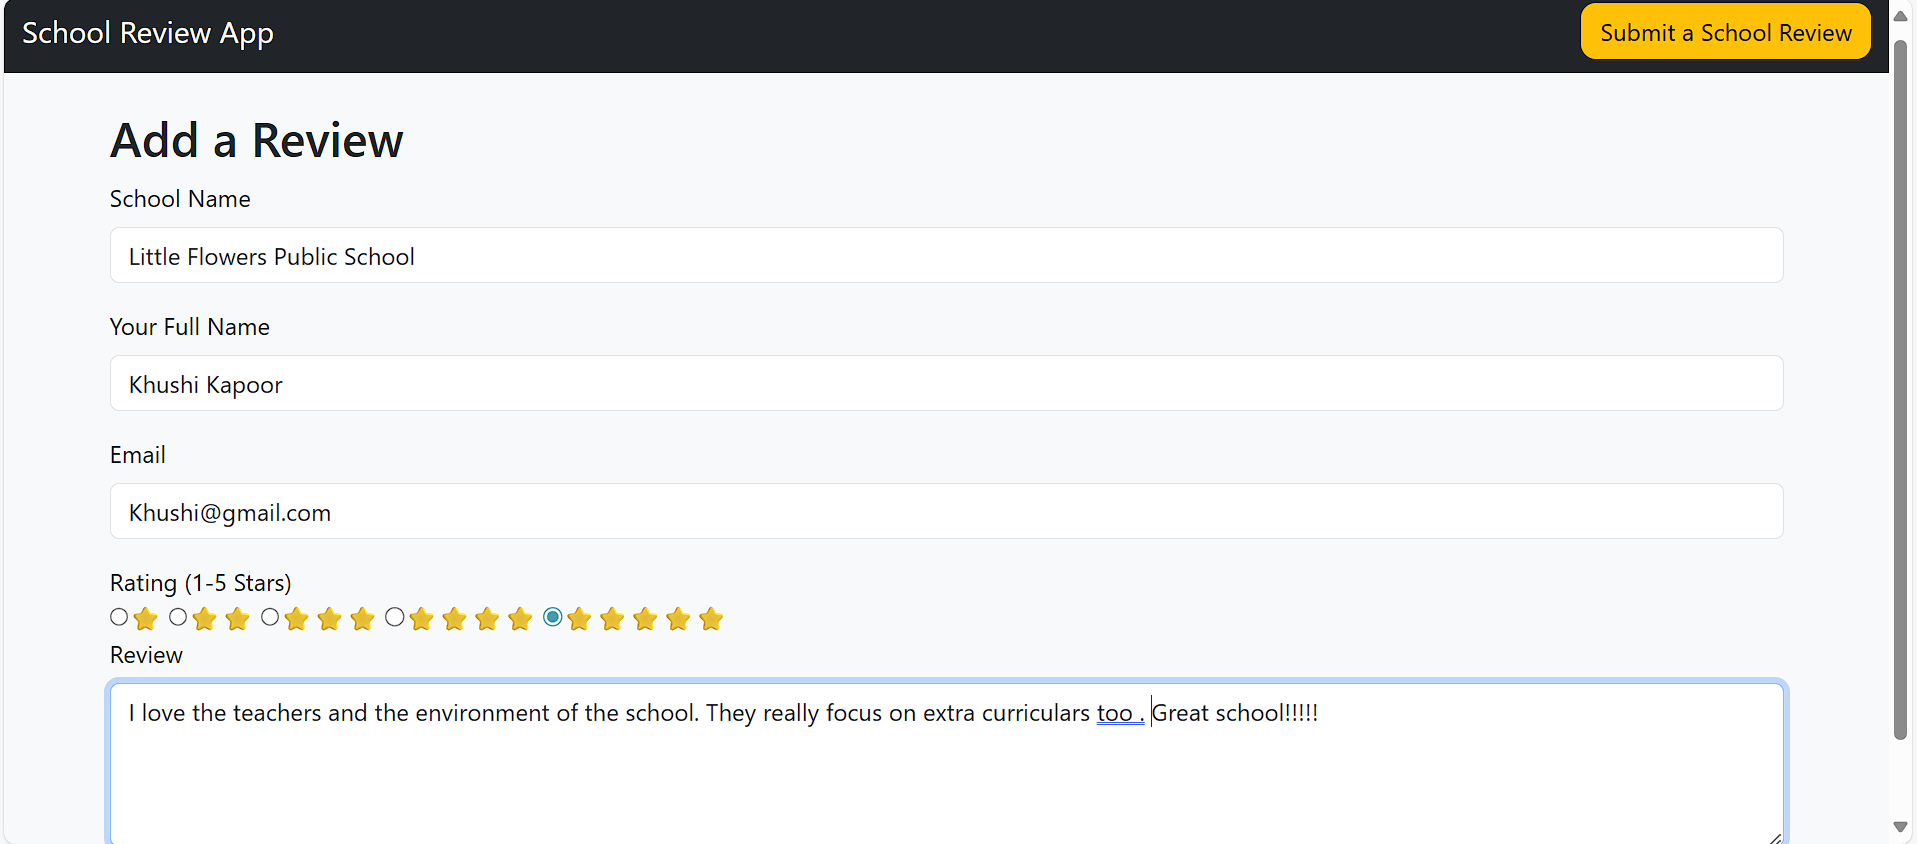 School Review App
Submit a School Review
Add a Review
School Name
Little Flowers Public School
Your Full Name
Khushi Kapoor
Email
Khushi@gmail.com
Rating (1-5 Stars)
Review
I love the teachers and the environment of the school. They really focus on extra curriculars too . Great school!!!!!